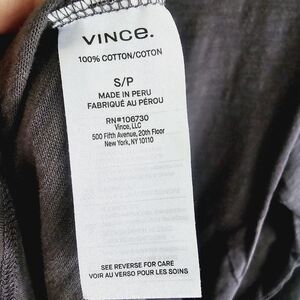 VINCE.
100% COTTON/COTON
S/P
MADE IN PERU
FABRIQUÉ AU PÉROU
RN#106730
Vince, LLC
500 Fifth Avenue, 20th Floor
New York, NY 10110
SEE REVERSE FOR CARE
VOIR AU VERSO POUR LES SOINS